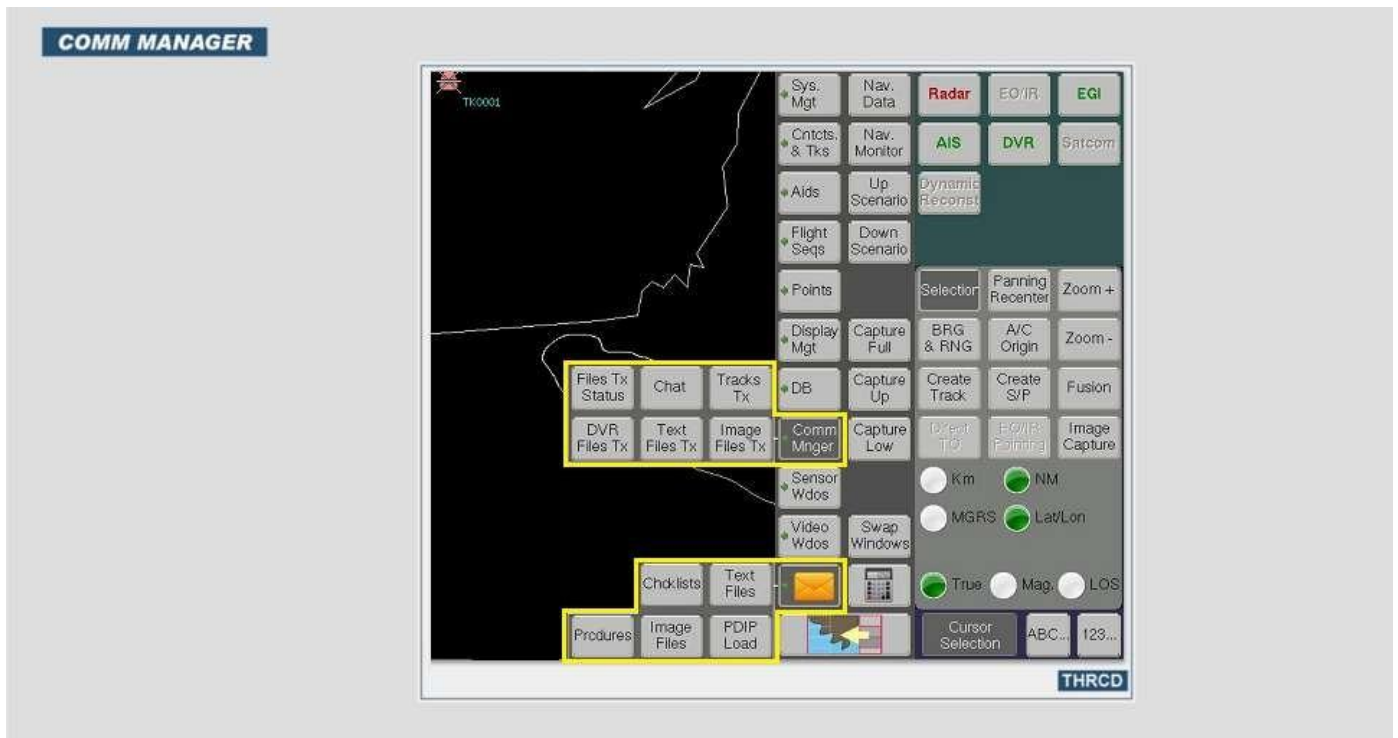 COMM MANAGER
TK0001
Sys.
Mgt
Nav.
Data
Radar
EO/IR
EGI
Cntcts.
& Tks
Nav.
Monitor
AIS
DVR
Satcom
Aids
Up
Scenario
Dynamic
Reconst
Flight
Seqs
Down
Scenario
Points
Selection
Panning
Recenter
Zoom +
Display
Mgt
Capture
Full
BRG
& RNG
A/C
Origin
Zoom -
Files Tx
Status
Chat
Tracks
Tx
DB
Capture
Up
Create
Track
Create
S/P
Fusion
DVR
Files Tx
Text
Files Tx
Image
Files Tx
Comm
Mnger
Capture
Low
Direct
TO
EO/IR
Pointing
Image
Capture
Sensor
Wdos
Km
NM
MGRS
Lat/Lon
Video
Wdos
Swap
Windows
Chcklists
Text
Files
True
Mag.
LOS
Prcdures
Image
Files
PDIP
Load
Cursor
Selection
ABC...
123...
THRCD